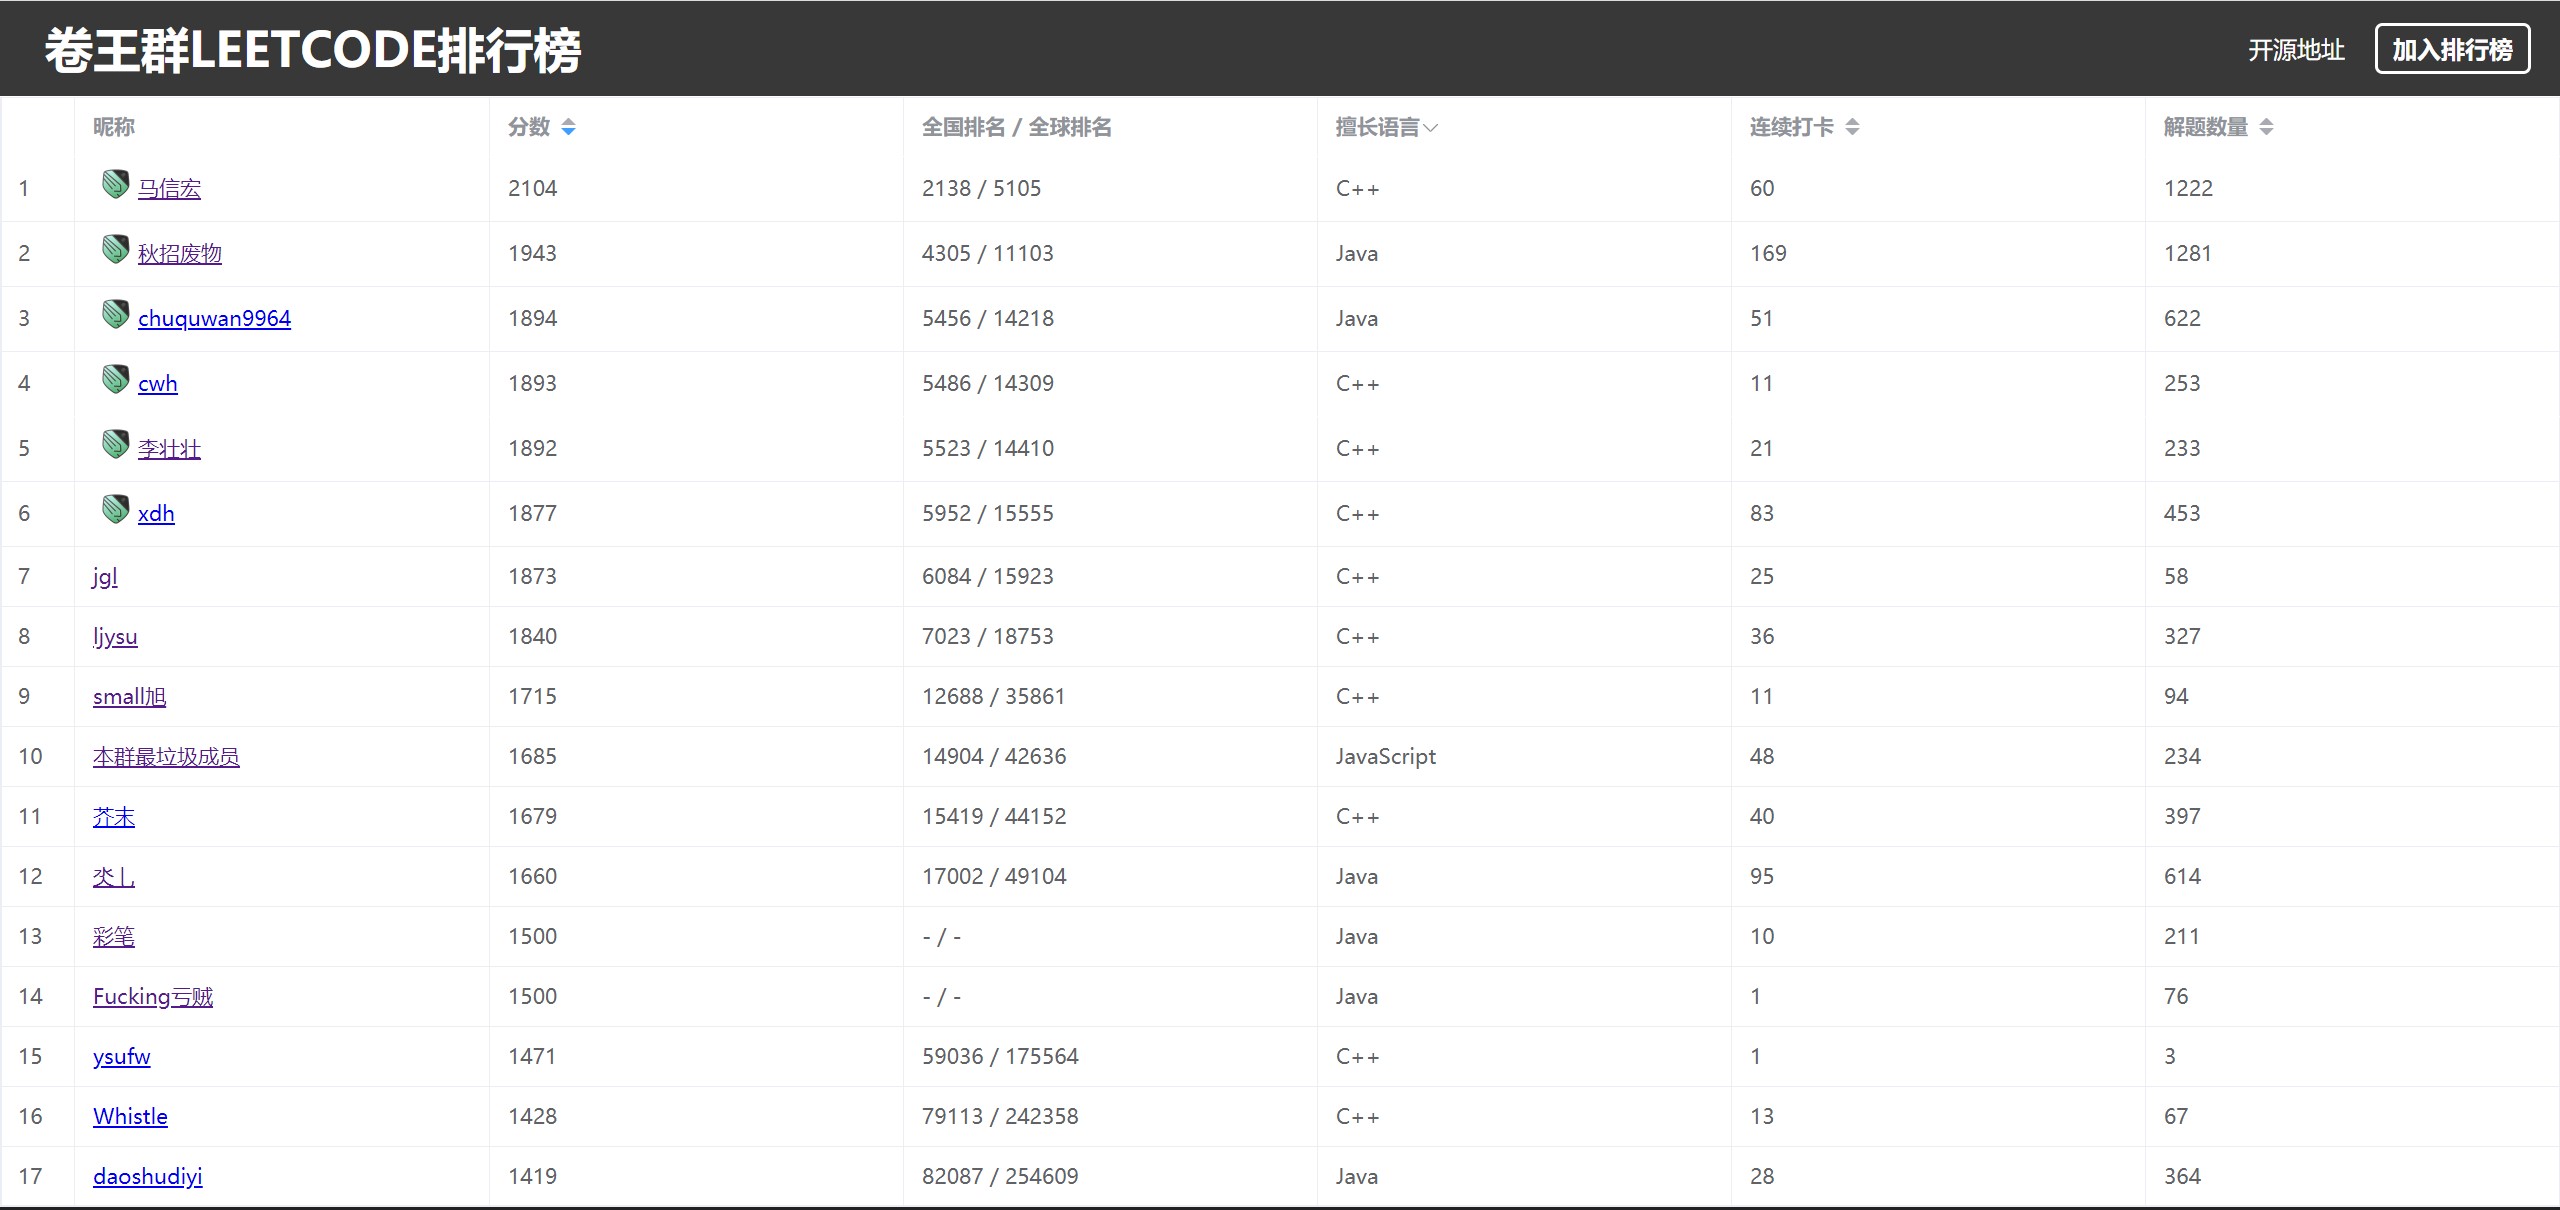 卷王群LEETCODE排行榜 开源地址 加入排行榜
昵称 分数 全国排名 / 全球排名 擅长语言 连续打卡 解题数量
1 马信宏 2104 2138 / 5105 C++ 60 1222
2 秋招废物 1943 4305 / 11103 Java 169 1281
3 chuquwan9964 1894 5456 / 14218 Java 51 622
4 cwh 1893 5486 / 14309 C++ 11 253
5 李壮壮 1892 5523 / 14410 C++ 21 233
6 xdh 1877 5952 / 15555 C++ 83 453
7 jgl 1873 6084 / 15923 C++ 25 58
8 ljysu 1840 7023 / 18753 C++ 36 327
9 small旭 1715 12688 / 35861 C++ 11 94
10 本群最垃圾成员 1685 14904 / 42636 JavaScript 48 234
11 芥末 1679 15419 / 44152 C++ 40 397
12 1660 17002 / 49104 Java 95 614
13 彩笔 1500 - / - Java 10 211
14 Fucking亏贼 1500 - / - Java 1 76
15 ysufw 1471 59036 / 175564 C++ 1 3
16 Whistle 1428 79113 / 242358 C++ 13 67
17 daoshudiyi 1419 82087 / 254609 Java 28 364